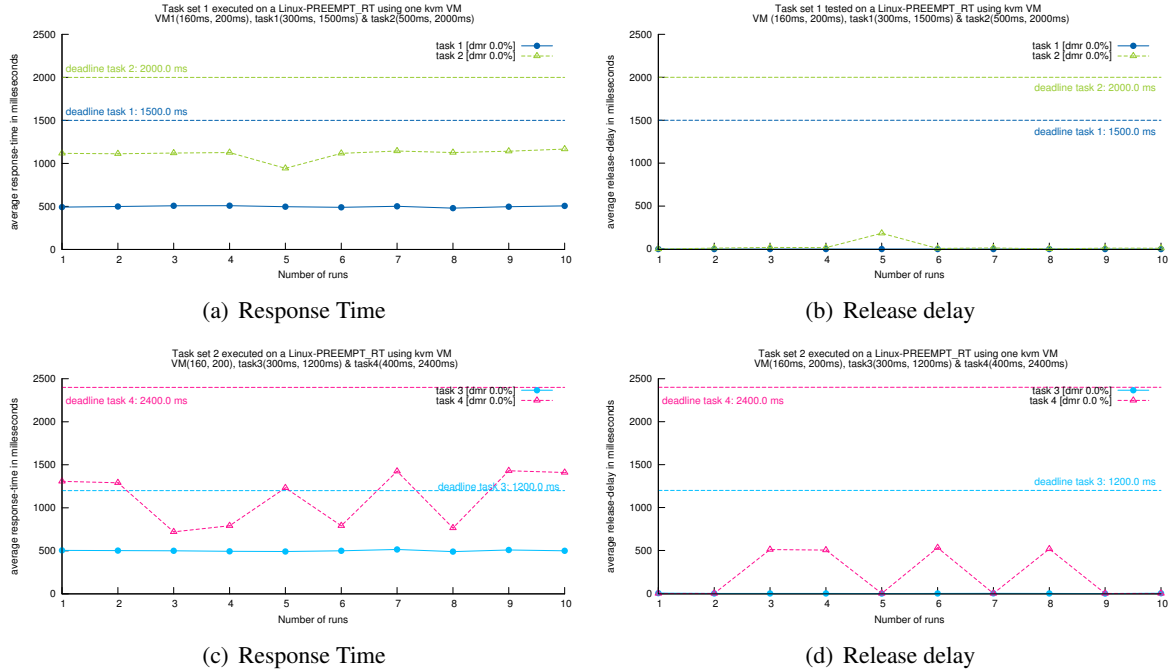 Task set 1 executed on a Linux-PREEMPT_RT using one kvm VM
VM1(160ms, 200ms), task1(300ms, 1500ms) & task2(500ms, 2000ms)
average response-time in milleseconds
2500
2000
1500
1000
500
0
task 1 [dmr 0.0%]
task 2 [dmr 0.0%]
deadline task 2: 2000.0 ms
deadline task 1: 1500.0 ms
1 2 3 4 5 6 7 8 9 10
Number of runs
(a) Response Time
Task set 1 tested on a Linux-PREEMPT_RT using one kvm VM
VM (160ms, 200ms), task1(300ms, 1500ms) & task2(500ms, 2000ms)
average release-delay in milleseconds
2500
2000
1500
1000
500
0
task 1 [dmr 0.0%]
task 2 [dmr 0.0%]
deadline task 2: 2000.0 ms
deadline task 1: 1500.0 ms
1 2 3 4 5 6 7 8 9 10
Number of runs
(b) Release delay
Task set 2 executed on a Linux-PREEMPT_RT using kvm VM
VM(160, 200), task3(300ms, 1200ms) & task4(400ms, 2400ms)
average response-time in milleseconds
2500
2000
1500
1000
500
0
task 3 [dmr 0.0%]
task 4 [dmr 0.0%]
deadline task 4: 2400.0 ms
deadline task 3: 1200.0 ms
1 2 3 4 5 6 7 8 9 10
Number of runs
(c) Response Time
Task set 2 executed on a Linux-PREEMPT_RT using one kvm VM
VM(160ms, 200ms), task3(300ms, 1200ms) & task4(400ms, 2400ms)
average release-delay in milleseconds
2500
2000
1500
1000
500
0
task 3 [dmr 0.0%]
task 4 [dmr 0.0 %]
deadline task 4: 2400.0 ms
deadline task 3: 1200.0 ms
1 2 3 4 5 6 7 8 9 10
Number of runs
(d) Release delay